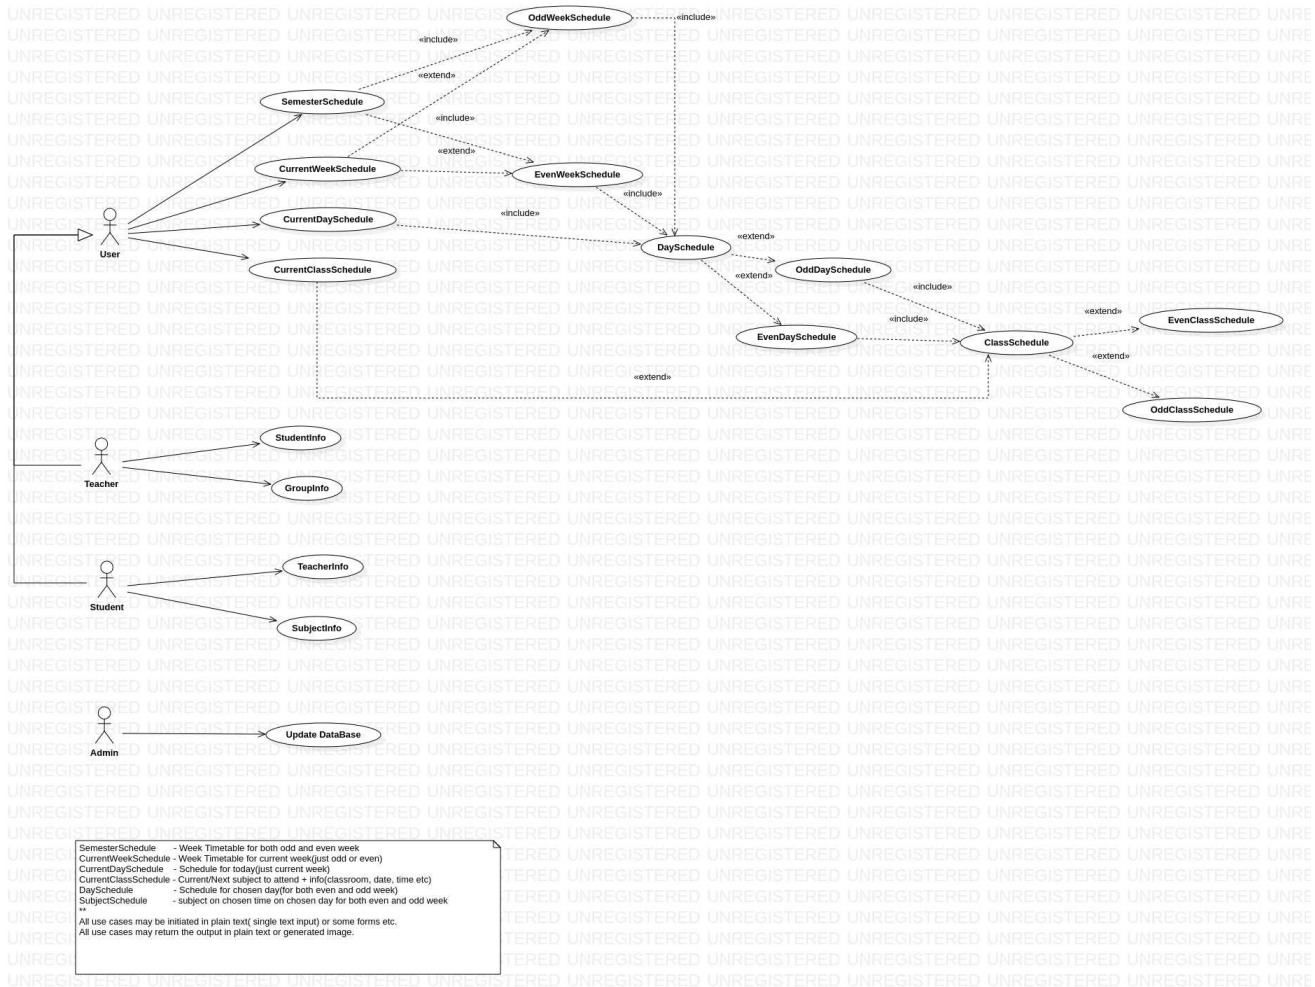 OddWeekSchedule
«include»
«include»
«extend»
SemesterSchedule
«include»
«extend»
CurrentWeekSchedule
EvenWeekSchedule
«include»
CurrentDaySchedule
«include»
User
DaySchedule
«extend»
«extend»
OddDaySchedule
CurrentClassSchedule
«include»
«include»
EvenDaySchedule
ClassSchedule
«extend»
EvenClassSchedule
«extend»
«extend»
OddClassSchedule
StudentInfo
Teacher
GroupInfo
TeacherInfo
Student
SubjectInfo
Admin
Update DataBase
SemesterSchedule - Week Timetable for both odd and even week
CurrentWeekSchedule - Week Timetable for current week(just odd or even)
CurrentDaySchedule - Schedule for today(just current week)
CurrentClassSchedule - Current/Next subject to attend + info(classroom, date, time etc)
DaySchedule - Schedule for chosen day(for both even and odd week)
SubjectSchedule - subject on chosen time on chosen day for both even and odd week
**
All use cases may be initiated in plain text( single text input) or some forms etc.
All use cases may return the output in plain text or generated image.
UNREGISTERED